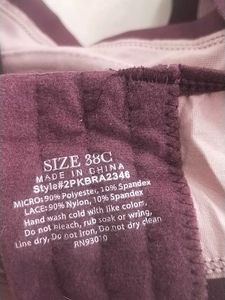 SIZE 38C
MADE IN CHINA
Style#2PKBRA2346
MICRO:90% Polyester, 10% Spandex
LACE:90% Nylon, 10% Spandex
Hand wash cold with like colors,
Do not bleach, rub soak or wring,
Line dry, Do not iron, Do not dry clean
RN93010